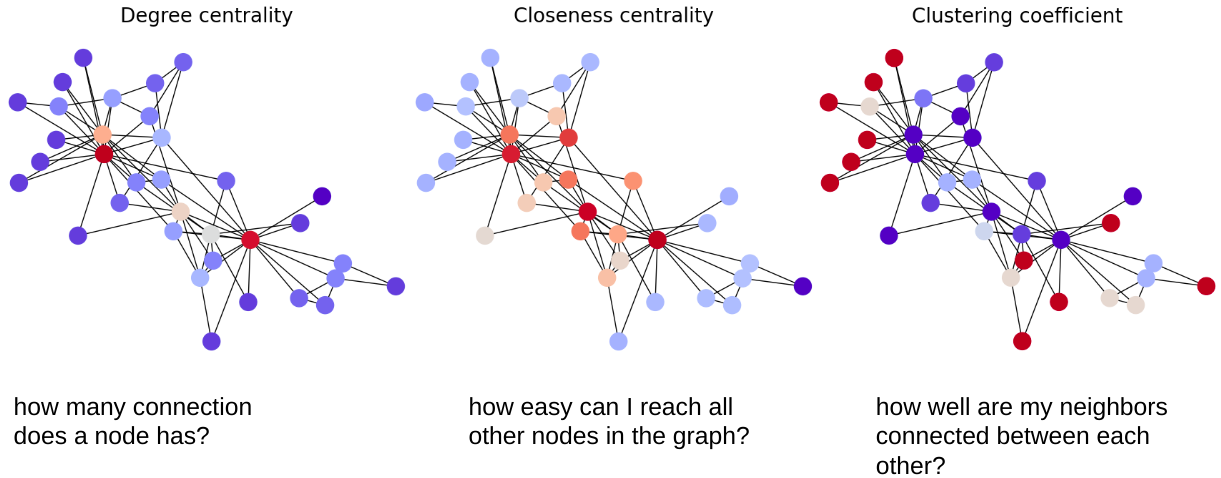 Degree centrality
Closeness centrality
Clustering coefficient
how many connection
does a node has?
how easy can I reach all
other nodes in the graph?
how well are my neighbors
connected between each
other?